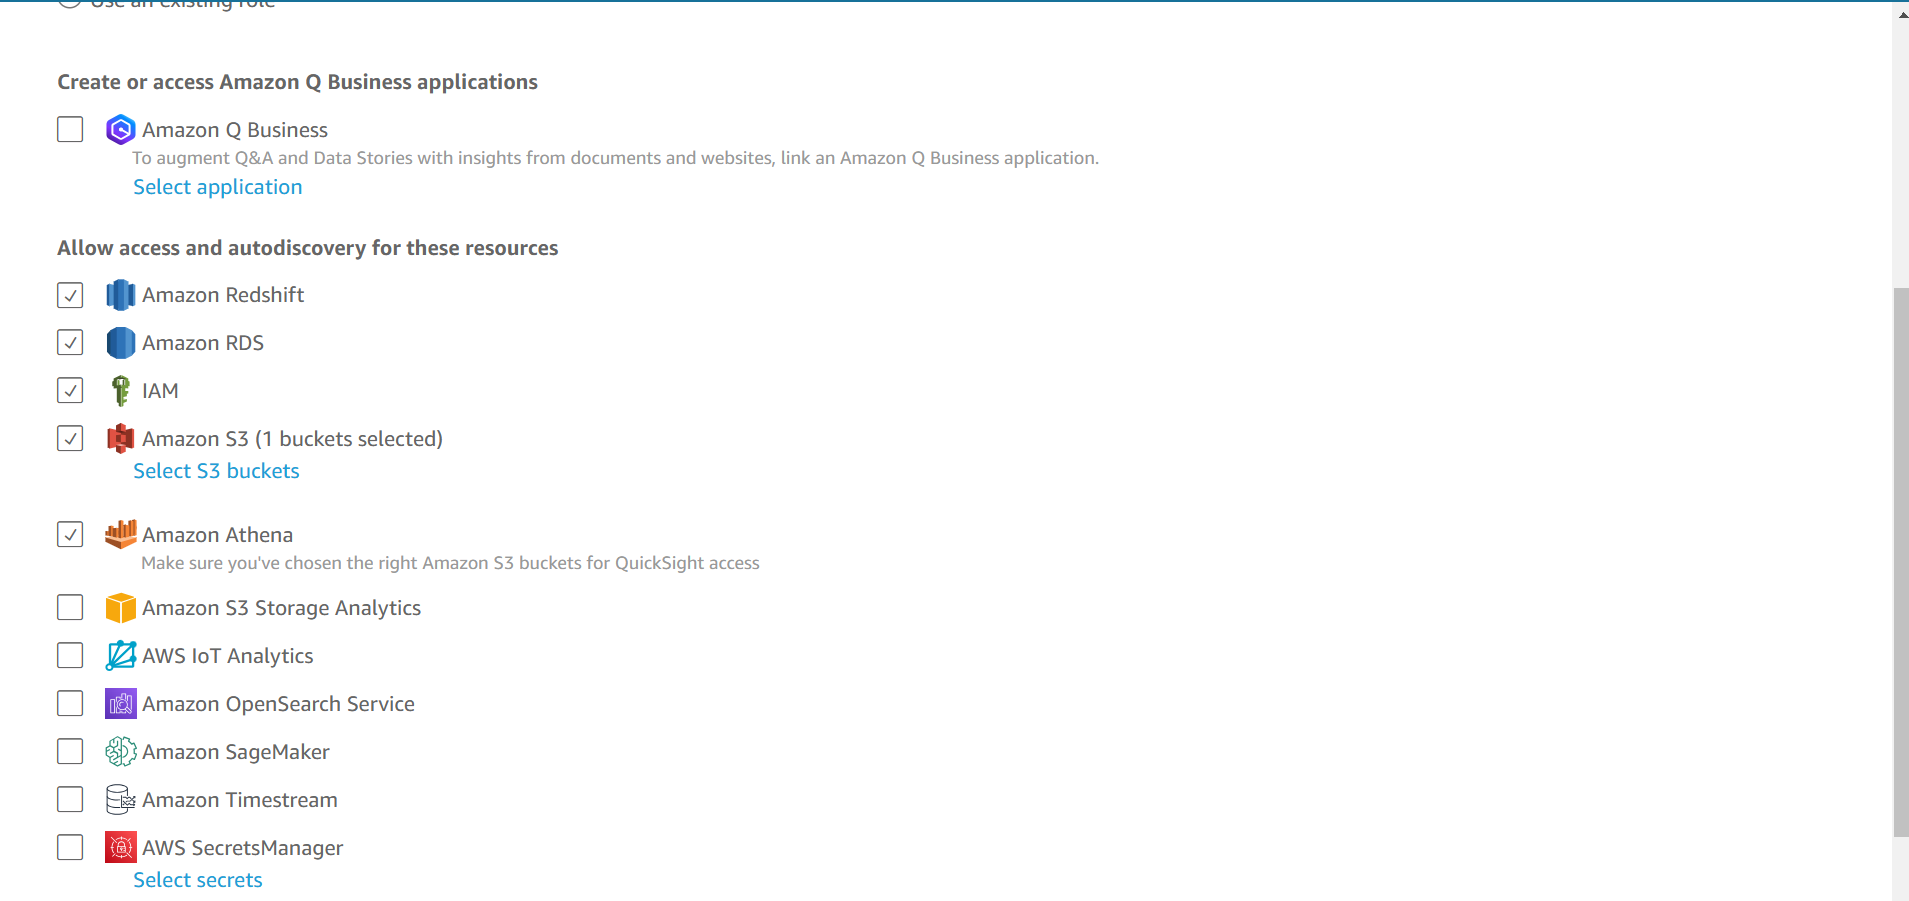 Use an existing role
Create or access Amazon Q Business applications
Amazon Q Business
To augment Q&A and Data Stories with insights from documents and websites, link an Amazon Q Business application.
Select application
Allow access and autodiscovery for these resources
Amazon Redshift
Amazon RDS
IAM
Amazon S3 (1 buckets selected)
Select S3 buckets
Amazon Athena
Make sure you've chosen the right Amazon S3 buckets for QuickSight access
Amazon S3 Storage Analytics
AWS IoT Analytics
Amazon OpenSearch Service
Amazon SageMaker
Amazon Timestream
AWS SecretsManager
Select secrets